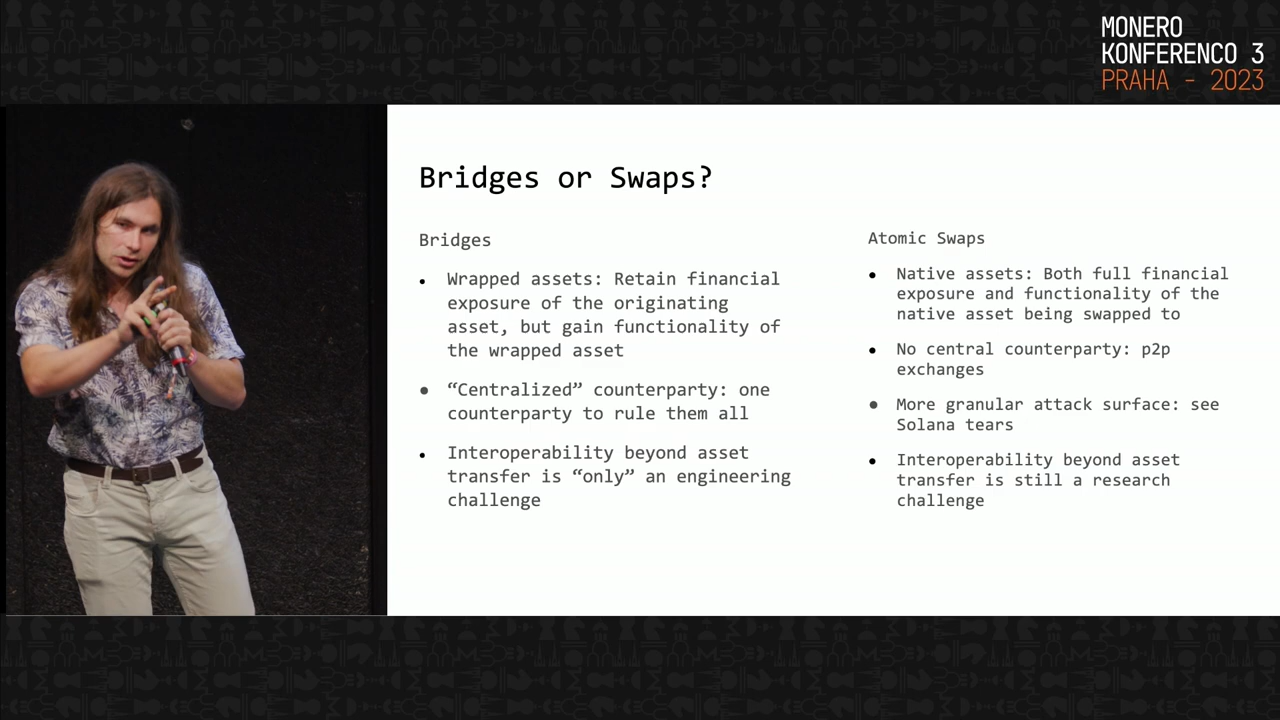 MONERO
KONFERENCO 3
PRAHA - 2023
Bridges or Swaps?
Bridges
• Wrapped assets: Retain financial
exposure of the originating
asset, but gain functionality of
the wrapped asset
• “Centralized” counterparty: one
counterparty to rule them all
• Interoperability beyond asset
transfer is “only” an engineering
challenge
Atomic Swaps
• Native assets: Both full financial
exposure and functionality of the
native asset being swapped to
• No central counterparty: p2p
exchanges
• More granular attack surface: see
Solana tears
• Interoperability beyond asset
transfer is still a research
challenge